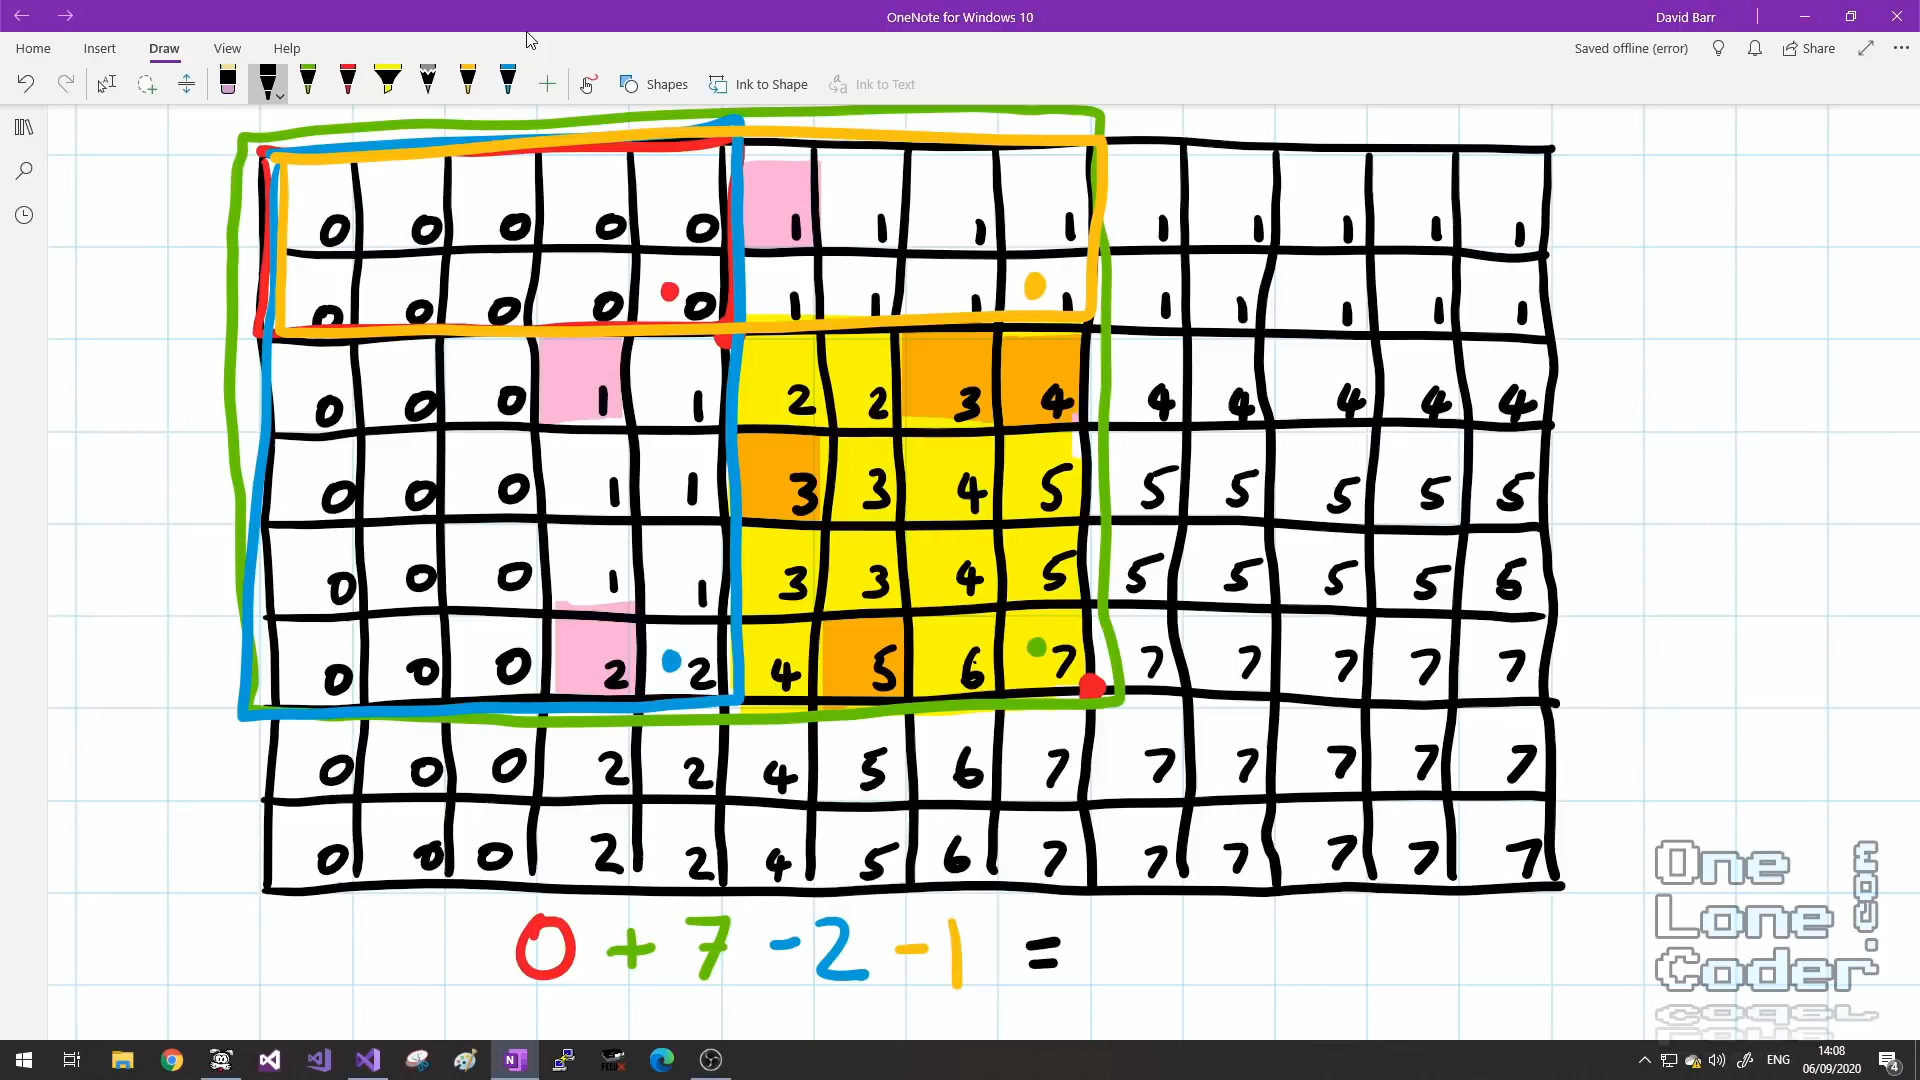 OneNote for Windows 10
David Barr
Home Insert Draw View Help
Saved offline (error)
Share
Shapes
Ink to Shape
Ink to Text
0 0 0 0 0 1 1 1 1 1 1 1 1 1
0 0 0 0 0 1 1 1 1 1 1 1 1 1
0 0 0 1 1 2 2 3 4 4 4 4 4 4
0 0 0 1 1 3 3 4 5 5 5 5 5 5
0 0 0 1 1 3 3 4 5 5 5 5 5 5
0 0 0 2 2 4 5 6 7 7 7 7 7 7
0 0 0 2 2 4 5 6 7 7 7 7 7 7
0 0 0 2 2 4 5 6 7 7 7 7 7 7
0 + 7 - 2 - 1 =
One
Lone
Coder
.com
ENG
14:08
06/09/2020
4